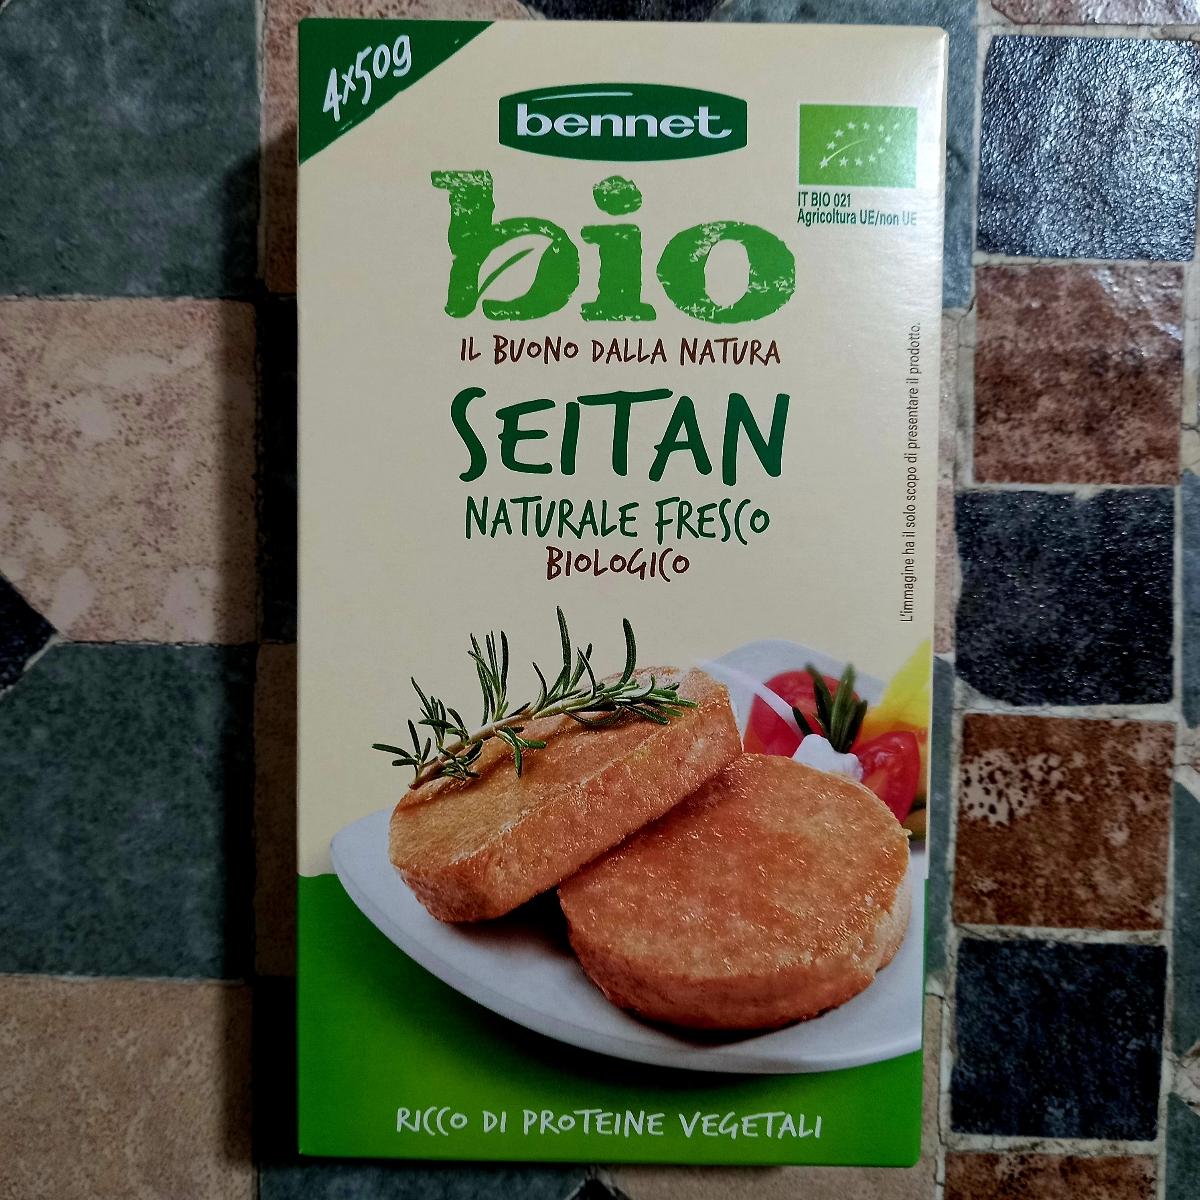 4x50g
bennet
bio
IT BIO 021
Agricoltura UE/non UE
IL BUONO DALLA NATURA
SEITAN
NATURALE FRESCO
BIOLOGICO
L'immagine ha il solo scopo di presentare il prodotto.
RICCO DI PROTEINE VEGETALI